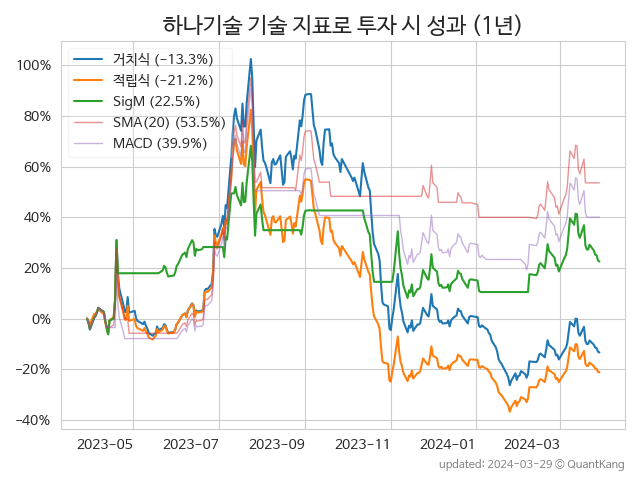 하나기술 기술 지표로 투자 시 성과 (1년)
거치식 (−13.3%)
적립식 (−21.2%)
SigM (22.5%)
SMA(20) (53.5%)
MACD (39.9%)
100%
80%
60%
40%
20%
0%
−20%
−40%
2023−05 2023−07 2023−09 2023−11 2024−01 2024−03
updated: 2024−03−29 © QuantKang